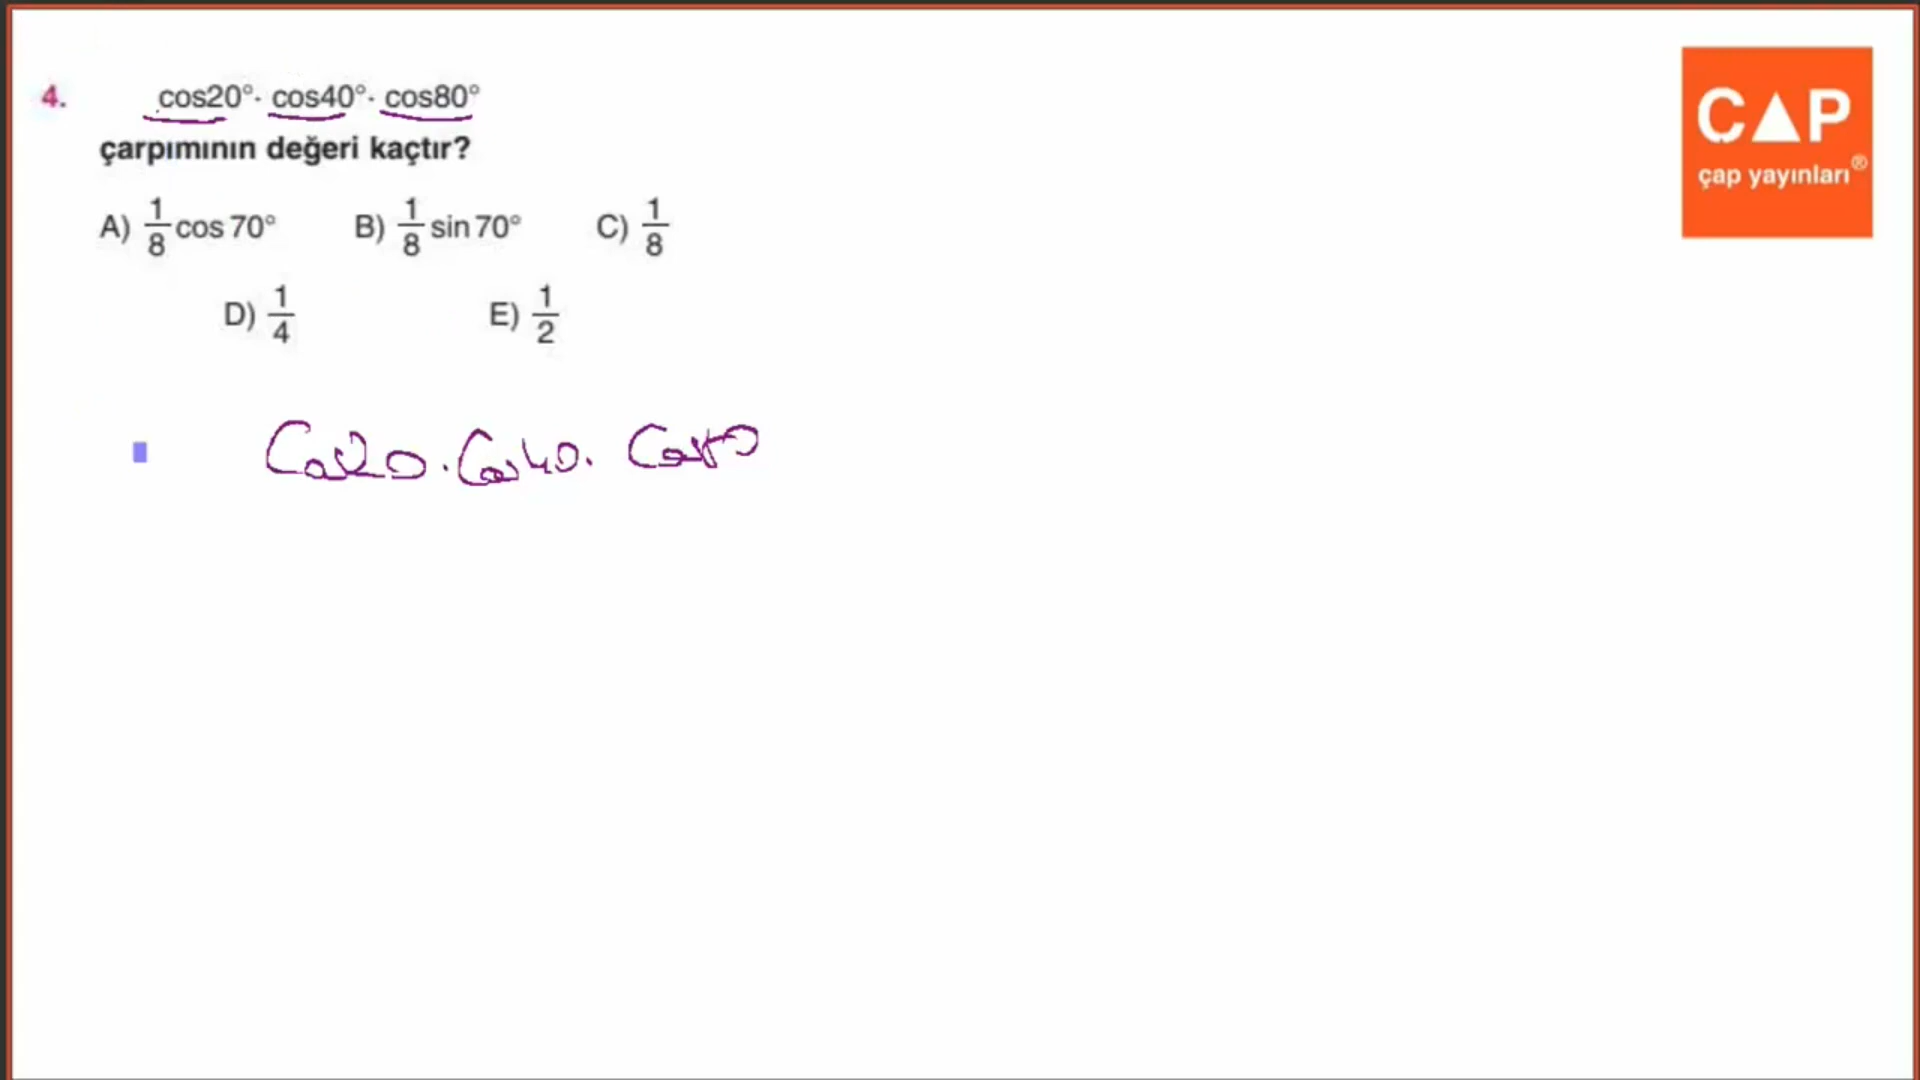 4. cos20°· cos40°· cos80°
çarpımının değeri kaçtır?
A) 1/8 cos 70° B) 1/8 sin 70° C) 1/8
D) 1/4 E) 1/2
Cos20 . Cos40 . Cos80
CAP
çap yayınları®